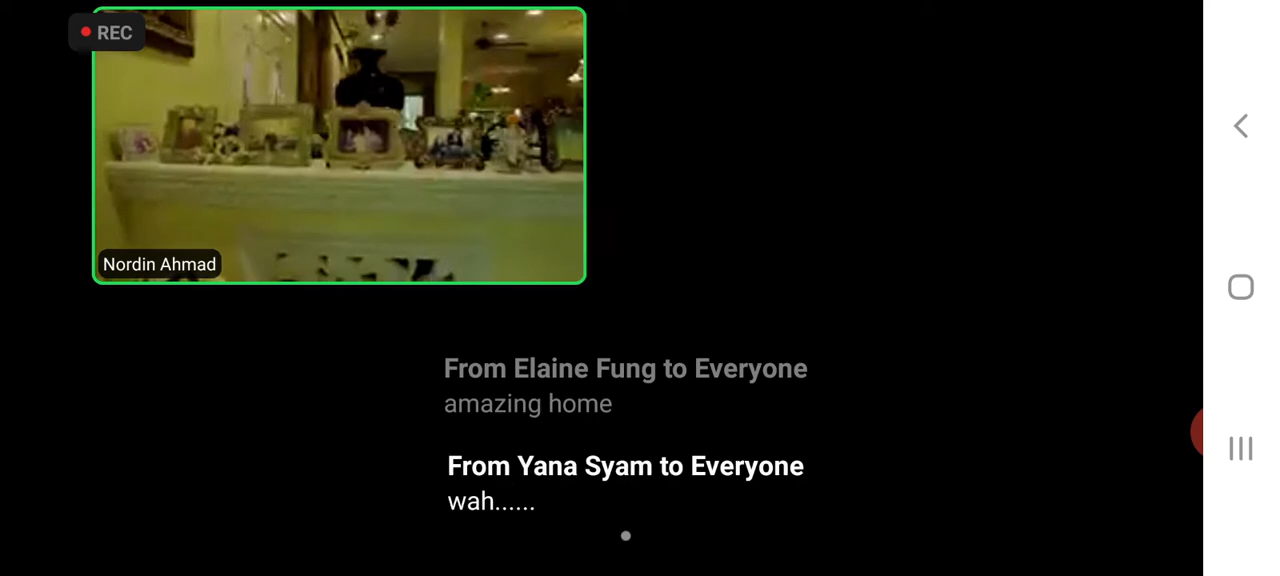 REC
Nordin Ahmad
From Elaine Fung to Everyone
amazing home
From Yana Syam to Everyone
wah......